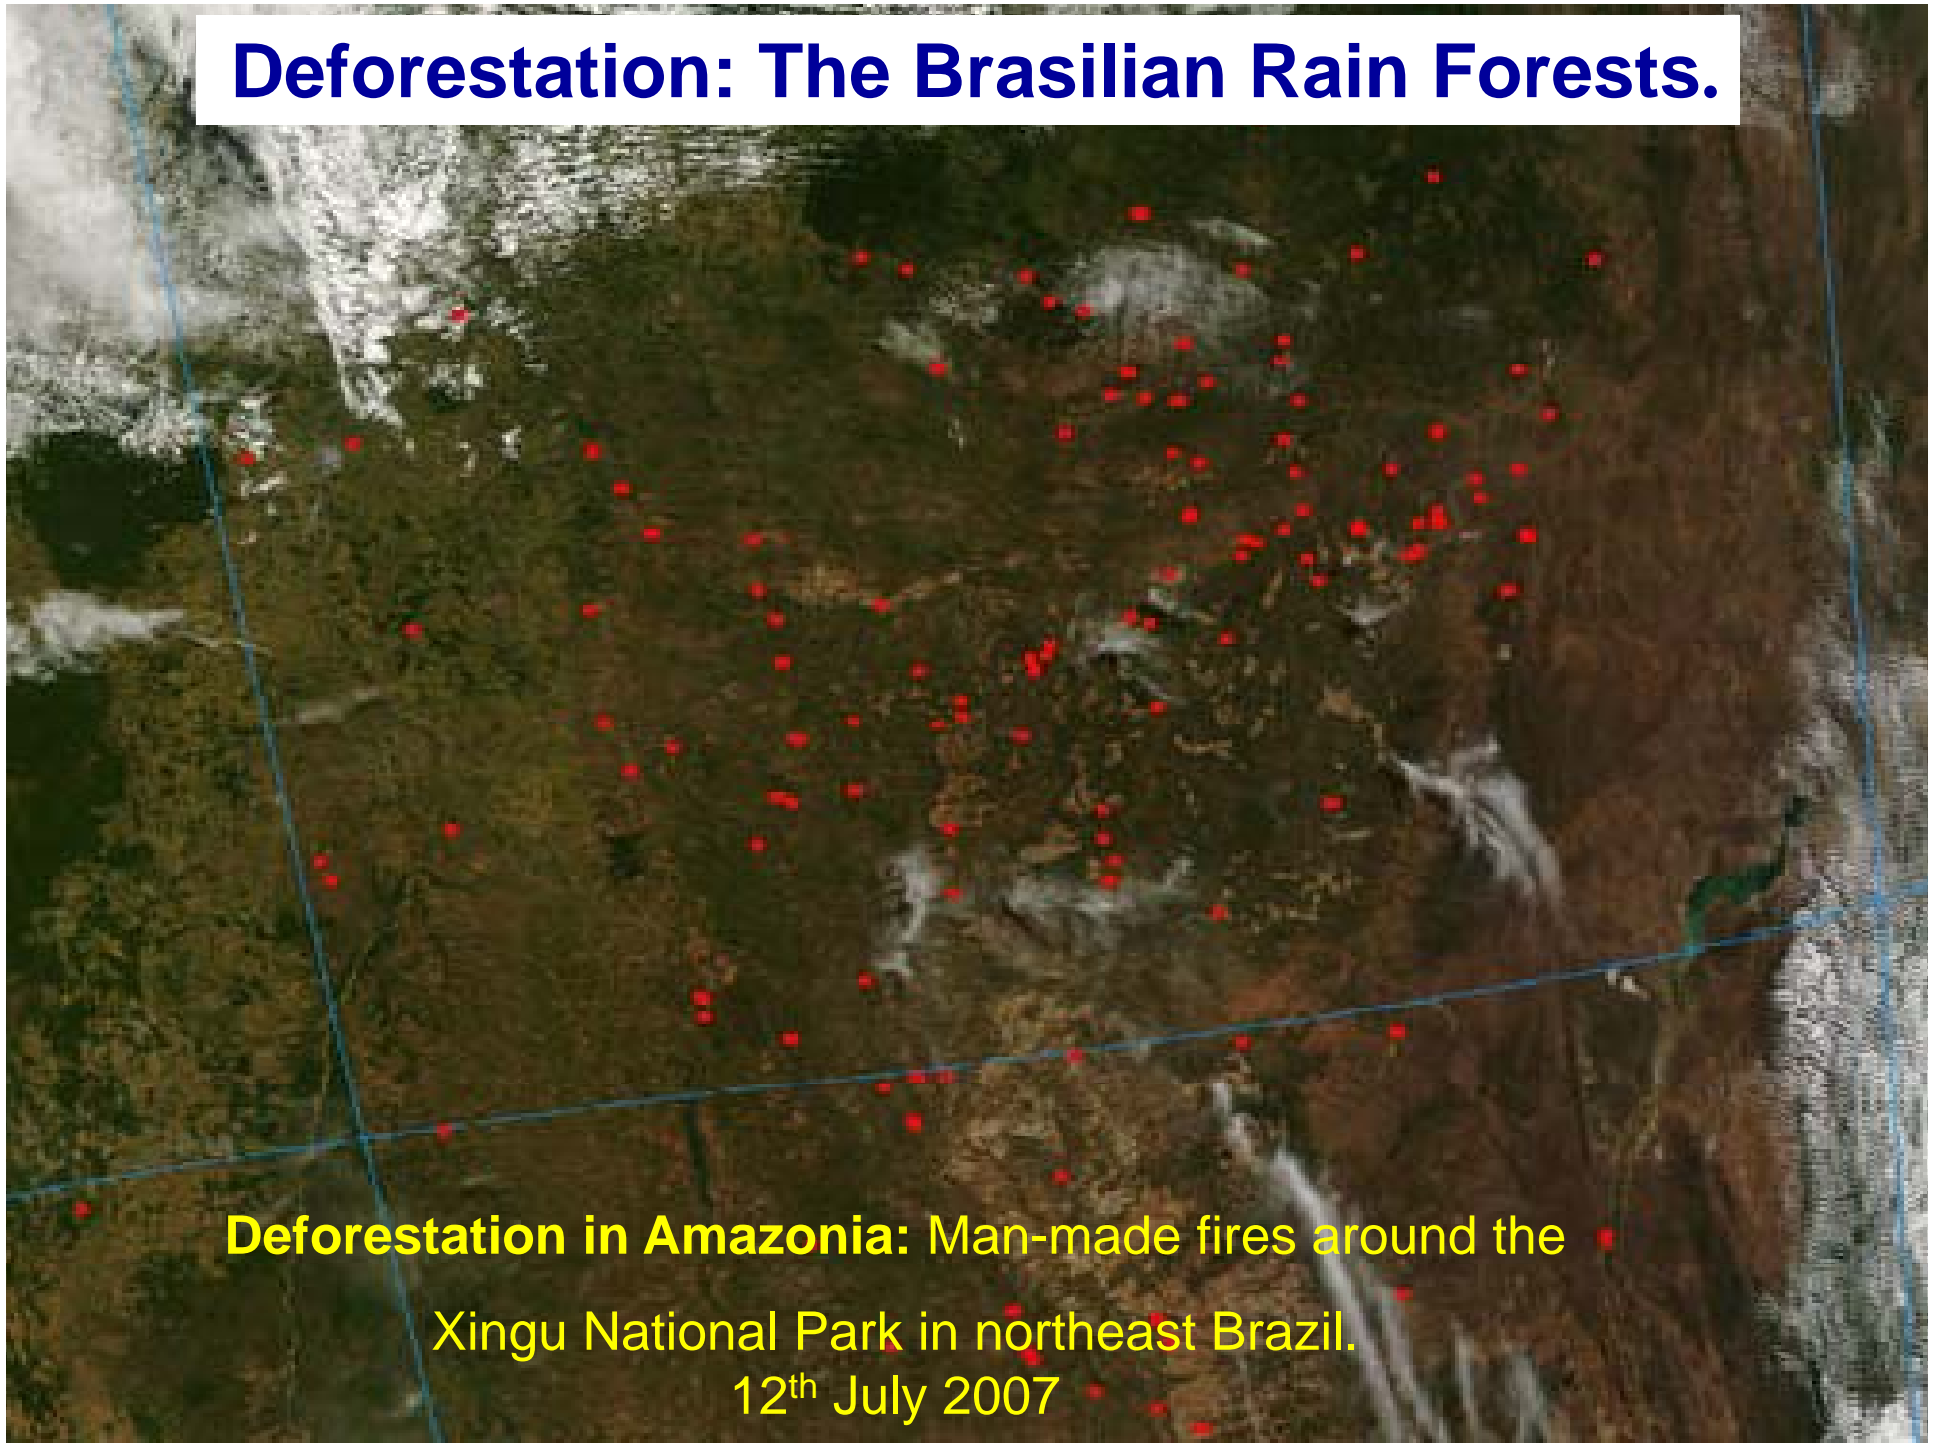 Deforestation: The Brasilian Rain Forests.
Deforestation in Amazonia: Man-made fires around the
Xingu National Park in northeast Brazil.
12th July 2007